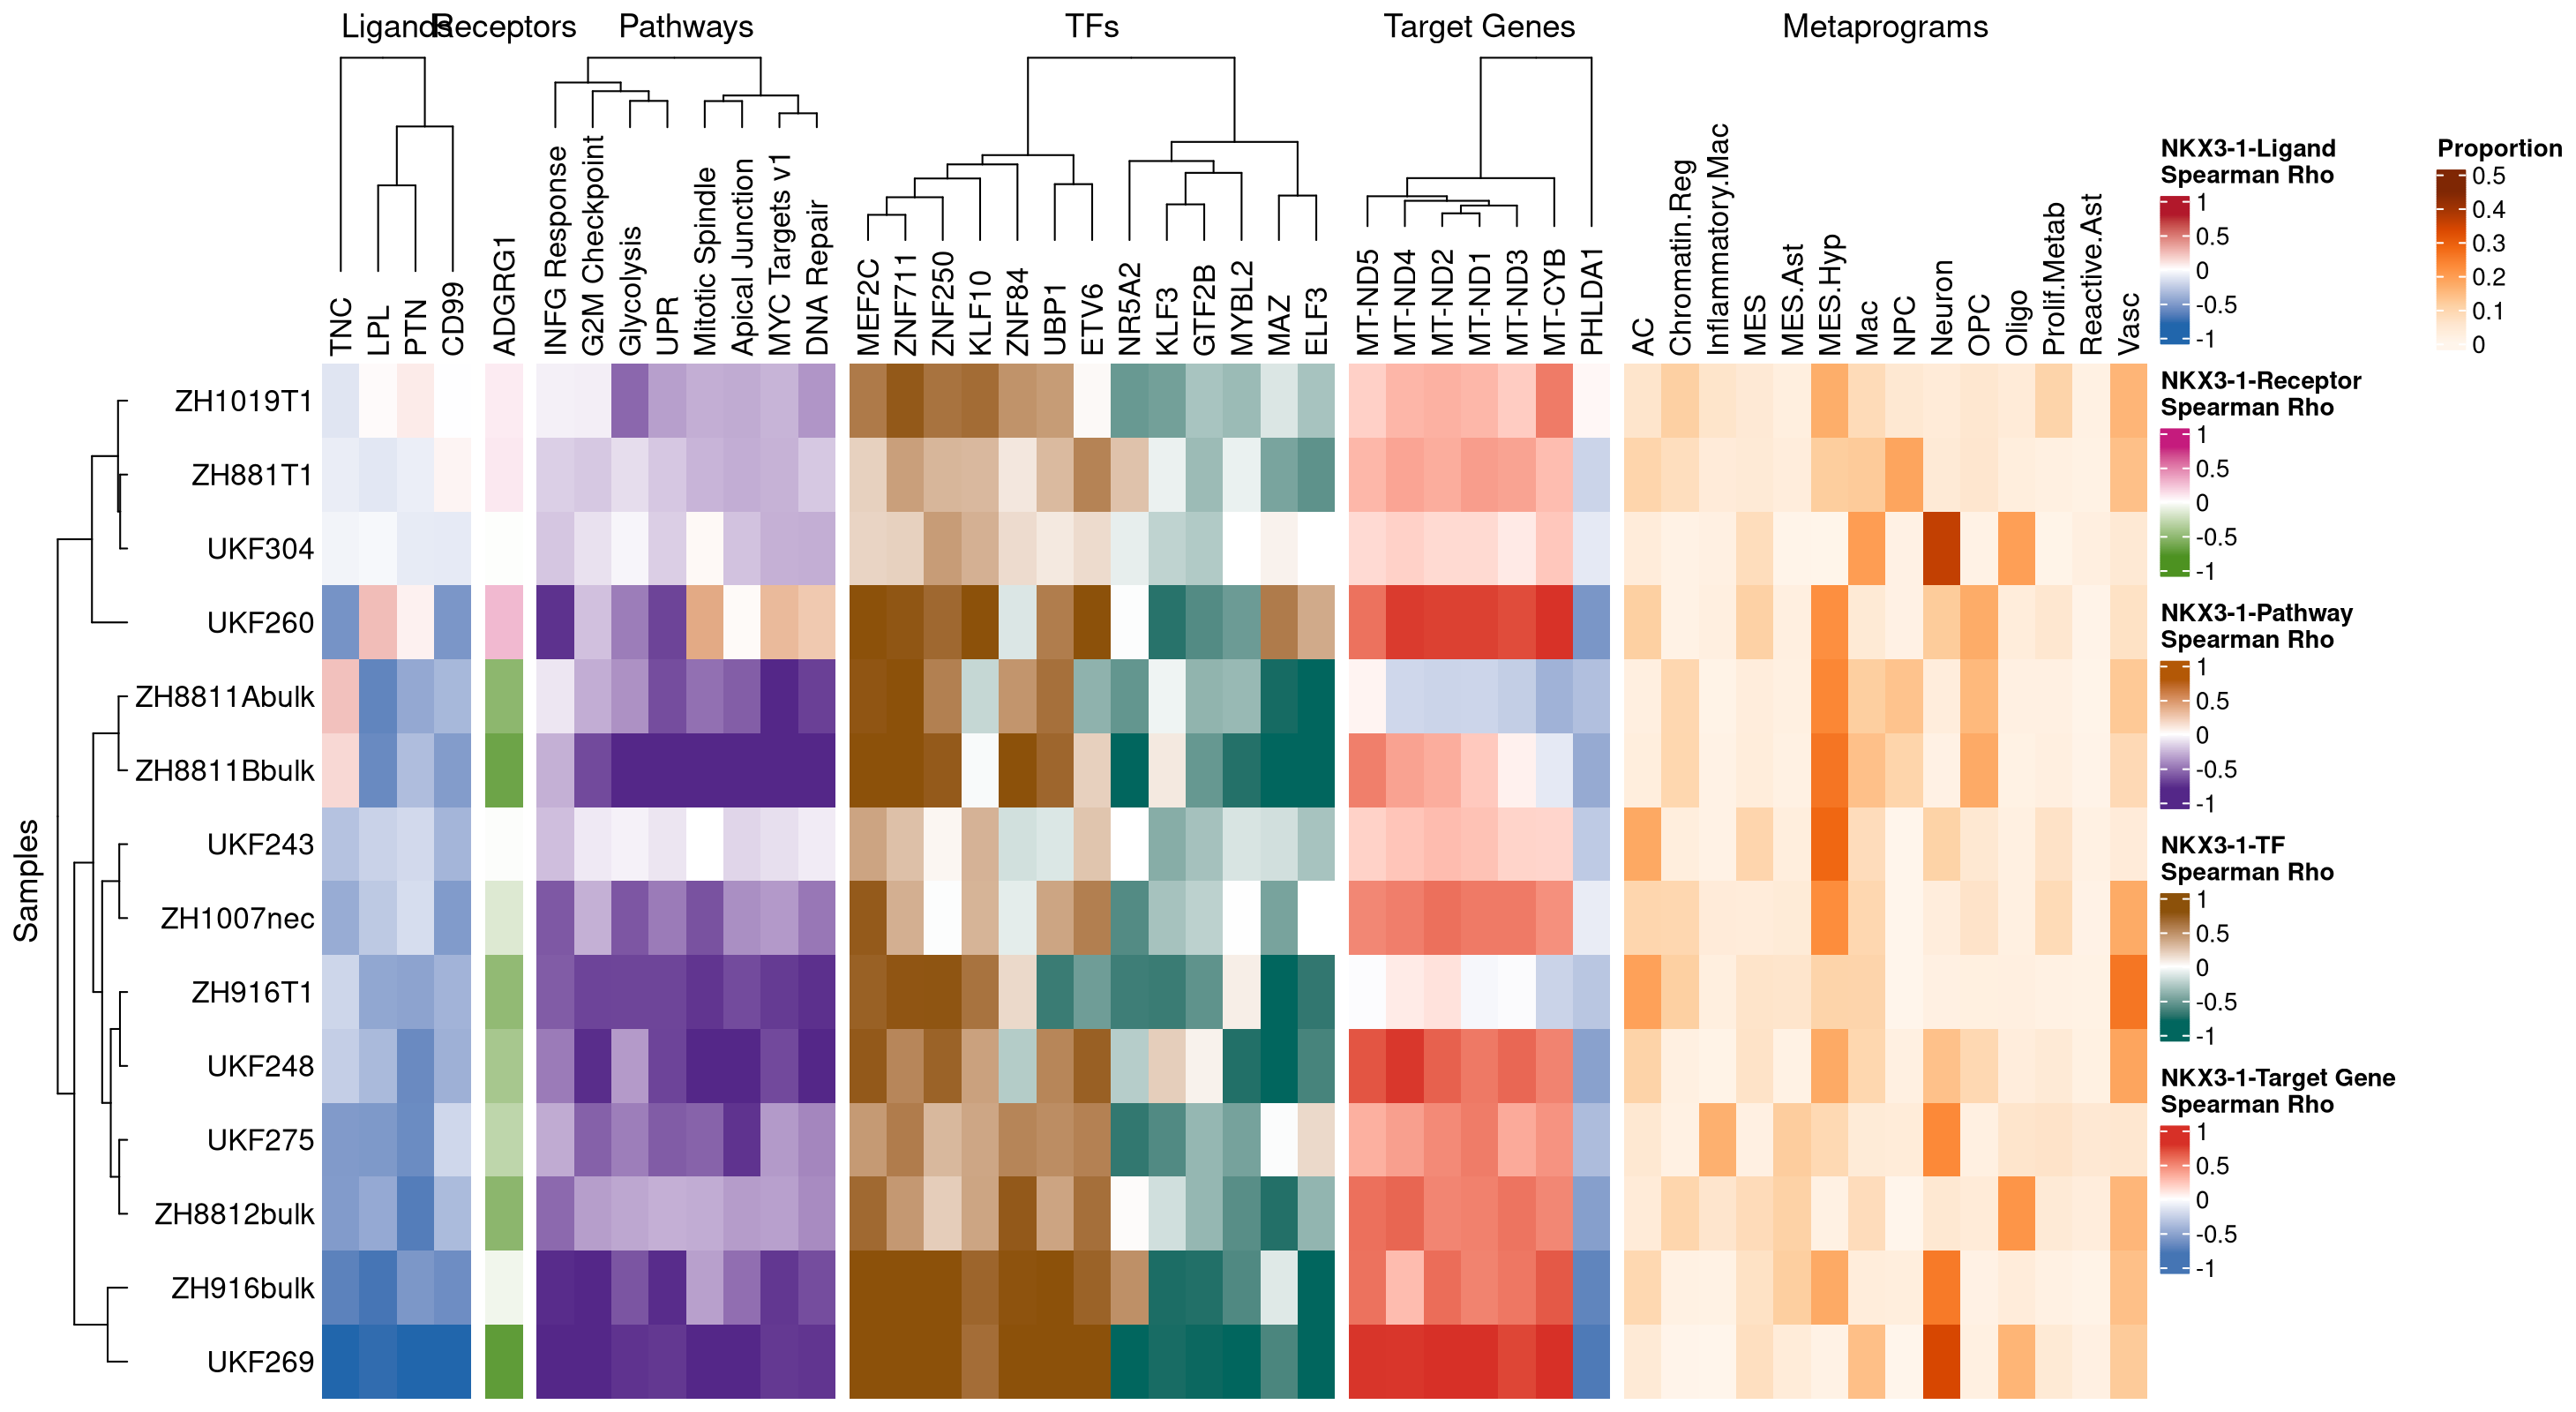 Ligands
Receptors
Pathways
TFs
Target Genes
Metaprograms
TNC
LPL
PTN
CD99
ADGRG1
INFG Response
G2M Checkpoint
Glycolysis
UPR
Mitotic Spindle
Apical Junction
MYC Targets v1
DNA Repair
MEF2C
ZNF711
ZNF250
KLF10
ZNF84
UBP1
ETV6
NR5A2
KLF3
GTF2B
MYBL2
MAZ
ELF3
MT-ND5
MT-ND4
MT-ND2
MT-ND1
MT-ND3
MT-CYB
PHLDA1
AC
Chromatin.Reg
Inflammatory.Mac
MES
MES.Ast
MES.Hyp
Mac
NPC
Neuron
OPC
Oligo
Prolif.Metab
Reactive.Ast
Vasc
Samples
ZH1019T1
ZH881T1
UKF304
UKF260
ZH8811Abulk
ZH8811Bbulk
UKF243
ZH1007nec
ZH916T1
UKF248
UKF275
ZH8812bulk
ZH916bulk
UKF269
NKX3-1-Ligand
Spearman Rho
1
0.5
0
-0.5
-1
NKX3-1-Receptor
Spearman Rho
1
0.5
0
-0.5
-1
NKX3-1-Pathway
Spearman Rho
1
0.5
0
-0.5
-1
NKX3-1-TF
Spearman Rho
1
0.5
0
-0.5
-1
NKX3-1-Target Gene
Spearman Rho
1
0.5
0
-0.5
-1
Proportion
0.5
0.4
0.3
0.2
0.1
0